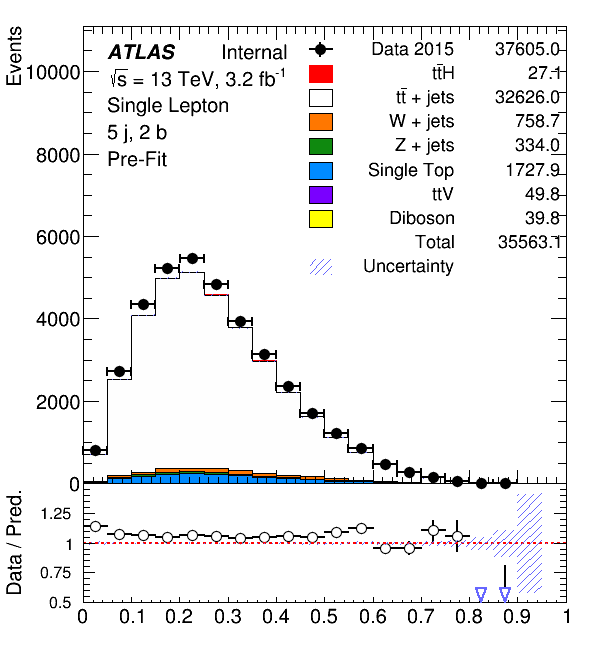 Events
ATLAS Internal
√s = 13 TeV, 3.2 fb⁻¹
Single Lepton
5 j, 2 b
Pre-Fit
Data 2015 37605.0
tt̄H 27.1
tt̄ + jets 32626.0
W + jets 758.7
Z + jets 334.0
Single Top 1727.9
ttV 49.8
Diboson 39.8
Total 35563.1
Uncertainty
10000
8000
6000
4000
2000
0
Data / Pred.
1.25
1
0.75
0.5
0 0.1 0.2 0.3 0.4 0.5 0.6 0.7 0.8 0.9 1